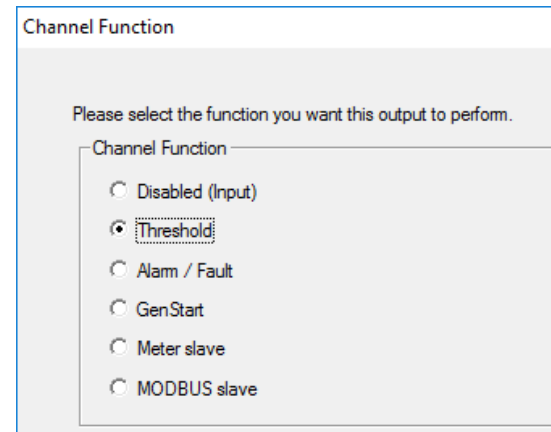 Channel Function
Please select the function you want this output to perform.
Channel Function
Disabled (Input)
Threshold
Alarm / Fault
GenStart
Meter slave
MODBUS slave